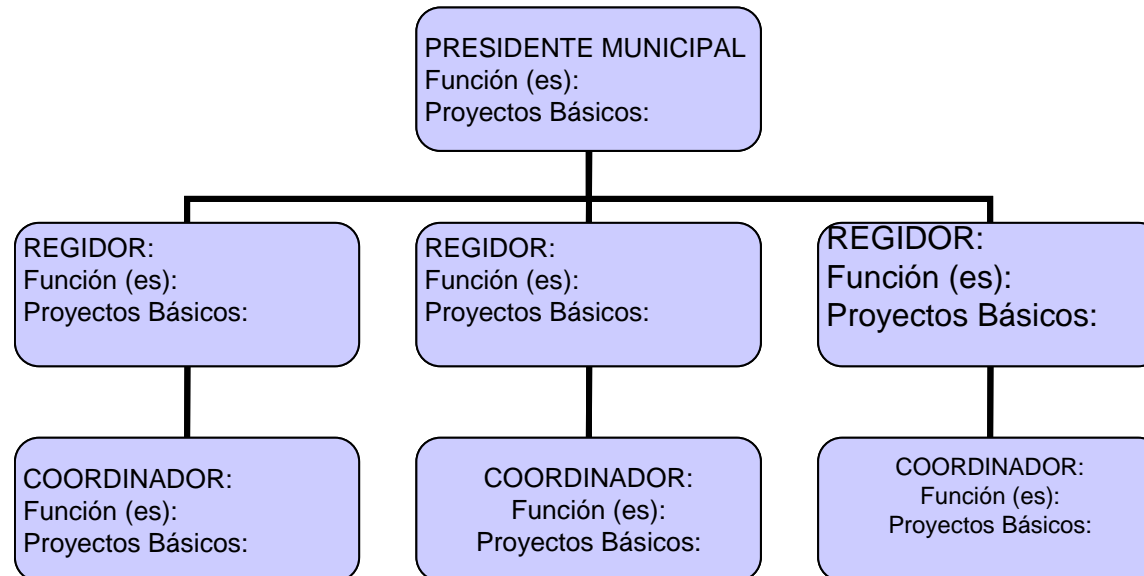 PRESIDENTE MUNICIPAL
Función (es):
Proyectos Básicos:
REGIDOR:
Función (es):
Proyectos Básicos:
REGIDOR:
Función (es):
Proyectos Básicos:
REGIDOR:
Función (es):
Proyectos Básicos:
COORDINADOR:
Función (es):
Proyectos Básicos:
COORDINADOR:
Función (es):
Proyectos Básicos:
COORDINADOR:
Función (es):
Proyectos Básicos: